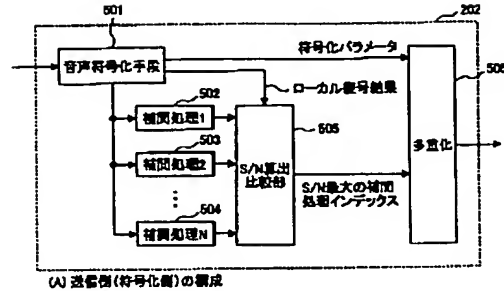 501
202
音声符号化手段
符号化パラメータ
506
ローカル復号結果
502
補間処理1
503
505
補間処理2
S/N算出
比較部
多重化
⋮
504
S/N最大の補間
処理インデックス
補間処理N
(A) 送信側(符号化側)の構成